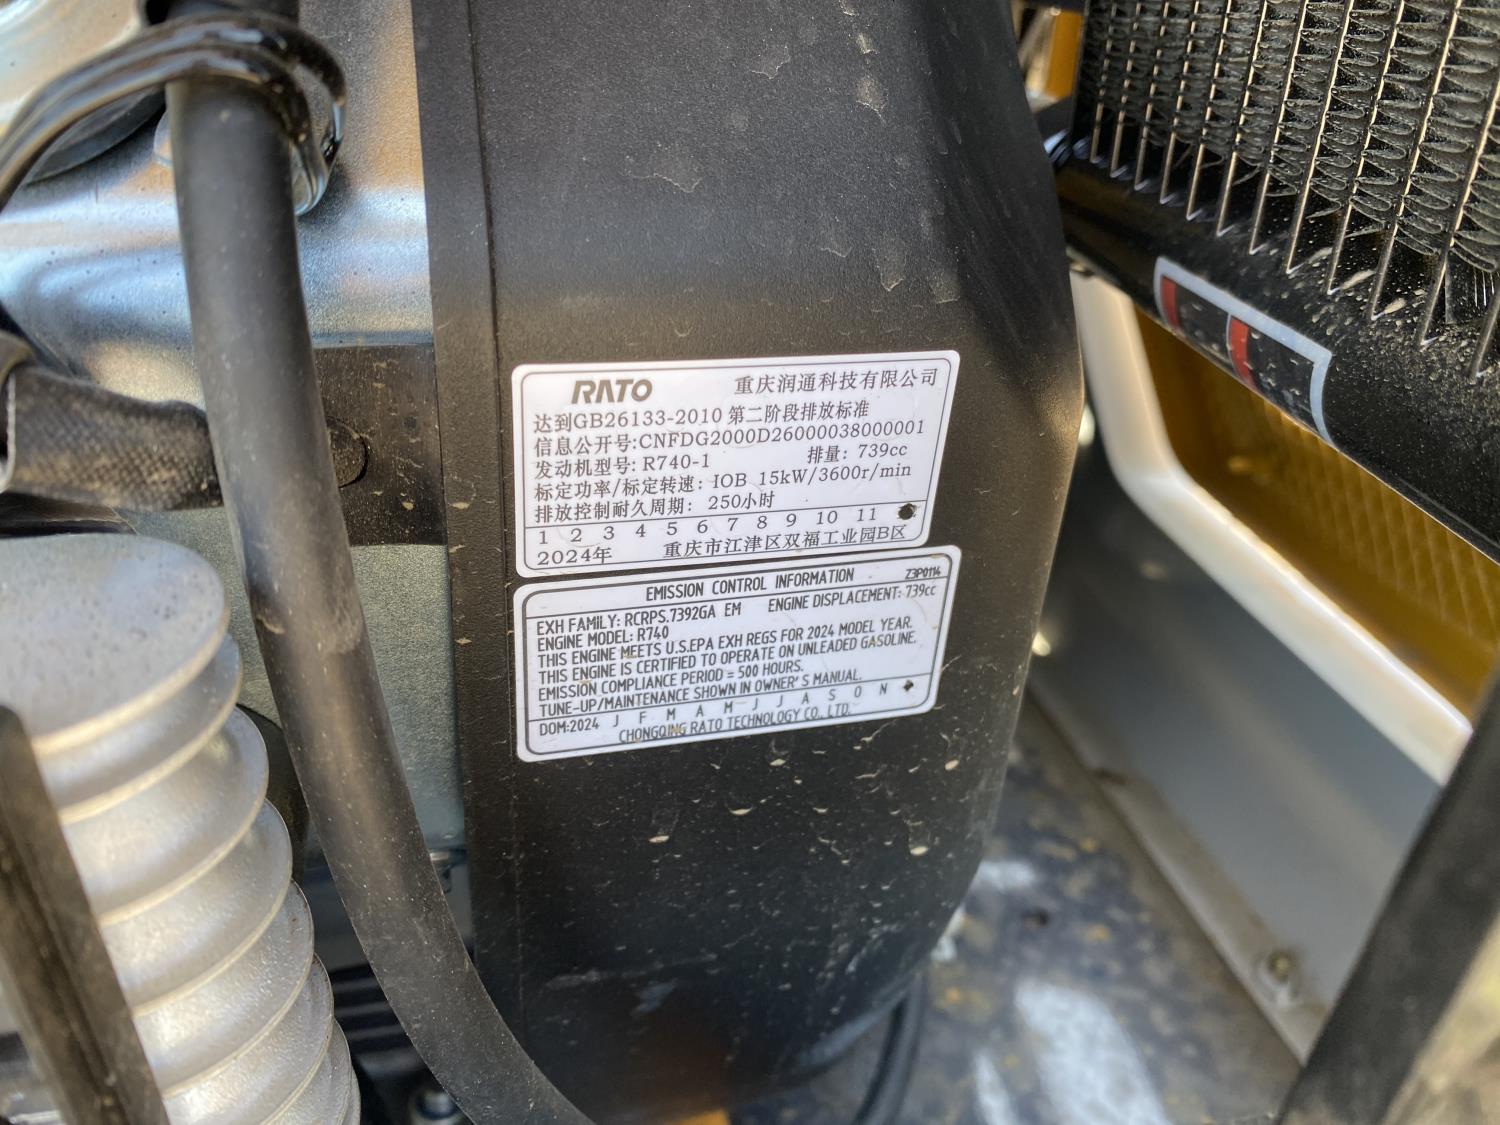 RATO 重庆润通科技有限公司
达到GB26133-2010 第二阶段排放标准
信息公开号:CNFDG2000D26000038000001
发动机型号: R740-1 排量: 739cc
标定功率/标定转速: IOB 15kW/3600r/min
排放控制耐久周期: 250小时
1 2 3 4 5 6 7 8 9 10 11
2024年 重庆市江津区双福工业园B区
EMISSION CONTROL INFORMATION Z3P0114
EXH FAMILY: RCRPS.7392GA EM ENGINE DISPLACEMENT: 739cc
ENGINE MODEL: R740
THIS ENGINE MEETS U.S.EPA EXH REGS FOR 2024 MODEL YEAR.
THIS ENGINE IS CERTIFIED TO OPERATE ON UNLEADED GASOLINE.
EMISSION COMPLIANCE PERIOD = 500 HOURS.
TUNE-UP/MAINTENANCE SHOWN IN OWNER'S MANUAL.
DOM:2024 J F M A M J J A S O N
CHONGQING RATO TECHNOLOGY CO., LTD.